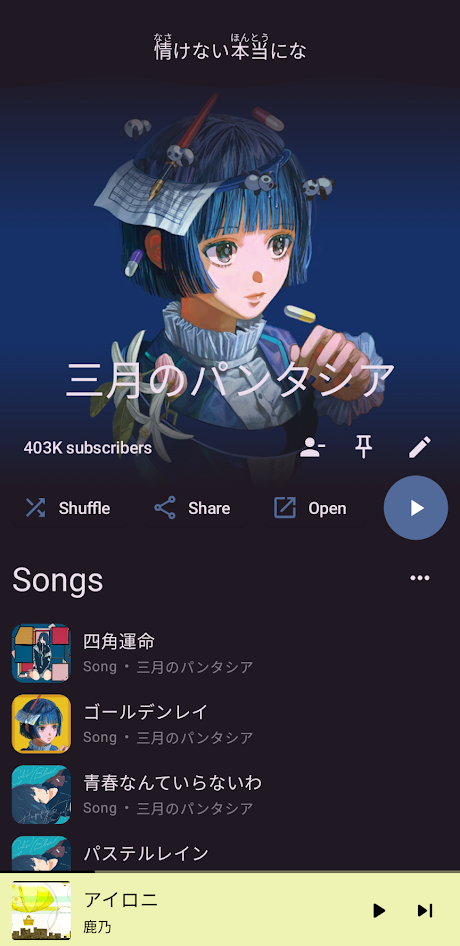 なさ ほんとう
情けない本当にな
三月のパンタシア
403K subscribers
Shuffle
Share
Open
Songs
四角運命
Song • 三月のパンタシア
ゴールデンレイ
Song • 三月のパンタシア
青春なんていらないわ
Song • 三月のパンタシア
パステルレイン
アイロニ
鹿乃